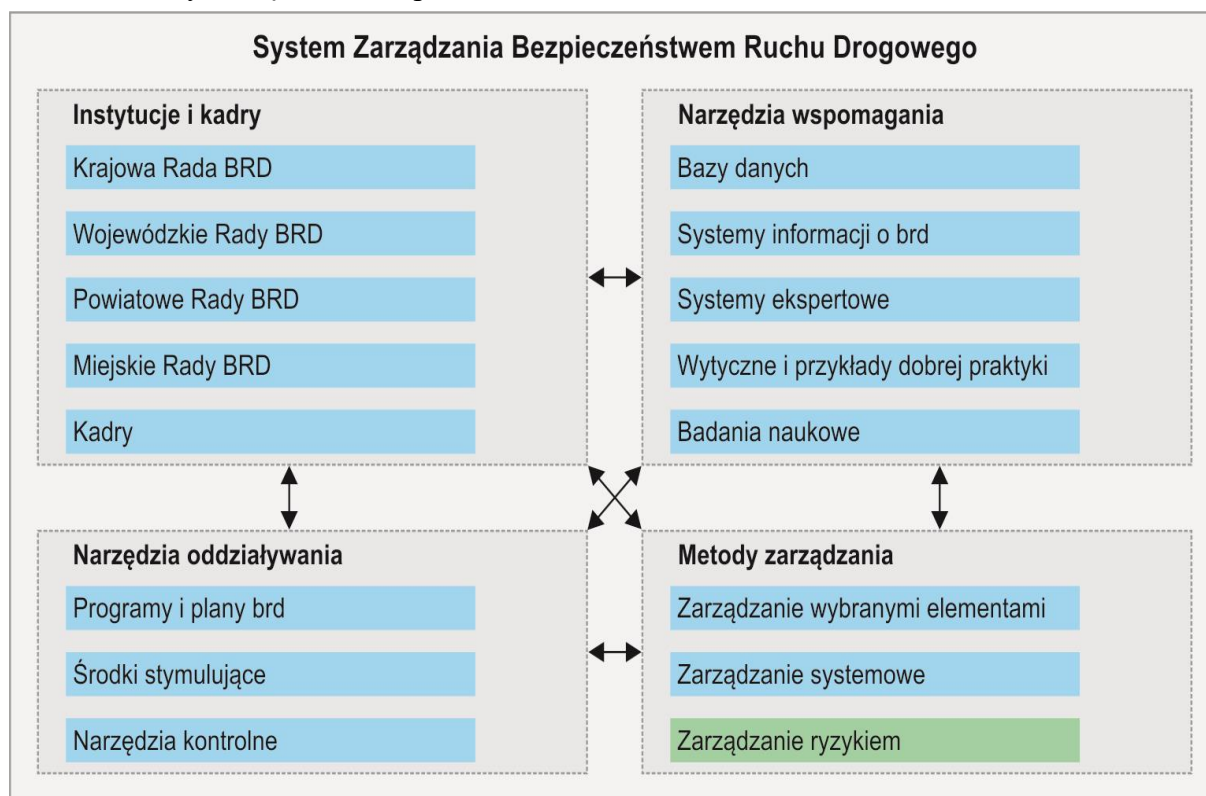 System Zarządzania Bezpieczeństwem Ruchu Drogowego
Instytucje i kadry
Krajowa Rada BRD
Wojewódzkie Rady BRD
Powiatowe Rady BRD
Miejskie Rady BRD
Kadry
Narzędzia wspomagania
Bazy danych
Systemy informacji o brd
Systemy ekspertowe
Wytyczne i przykłady dobrej praktyki
Badania naukowe
Narzędzia oddziaływania
Programy i plany brd
Środki stymulujące
Narzędzia kontrolne
Metody zarządzania
Zarządzanie wybranymi elementami
Zarządzanie systemowe
Zarządzanie ryzykiem